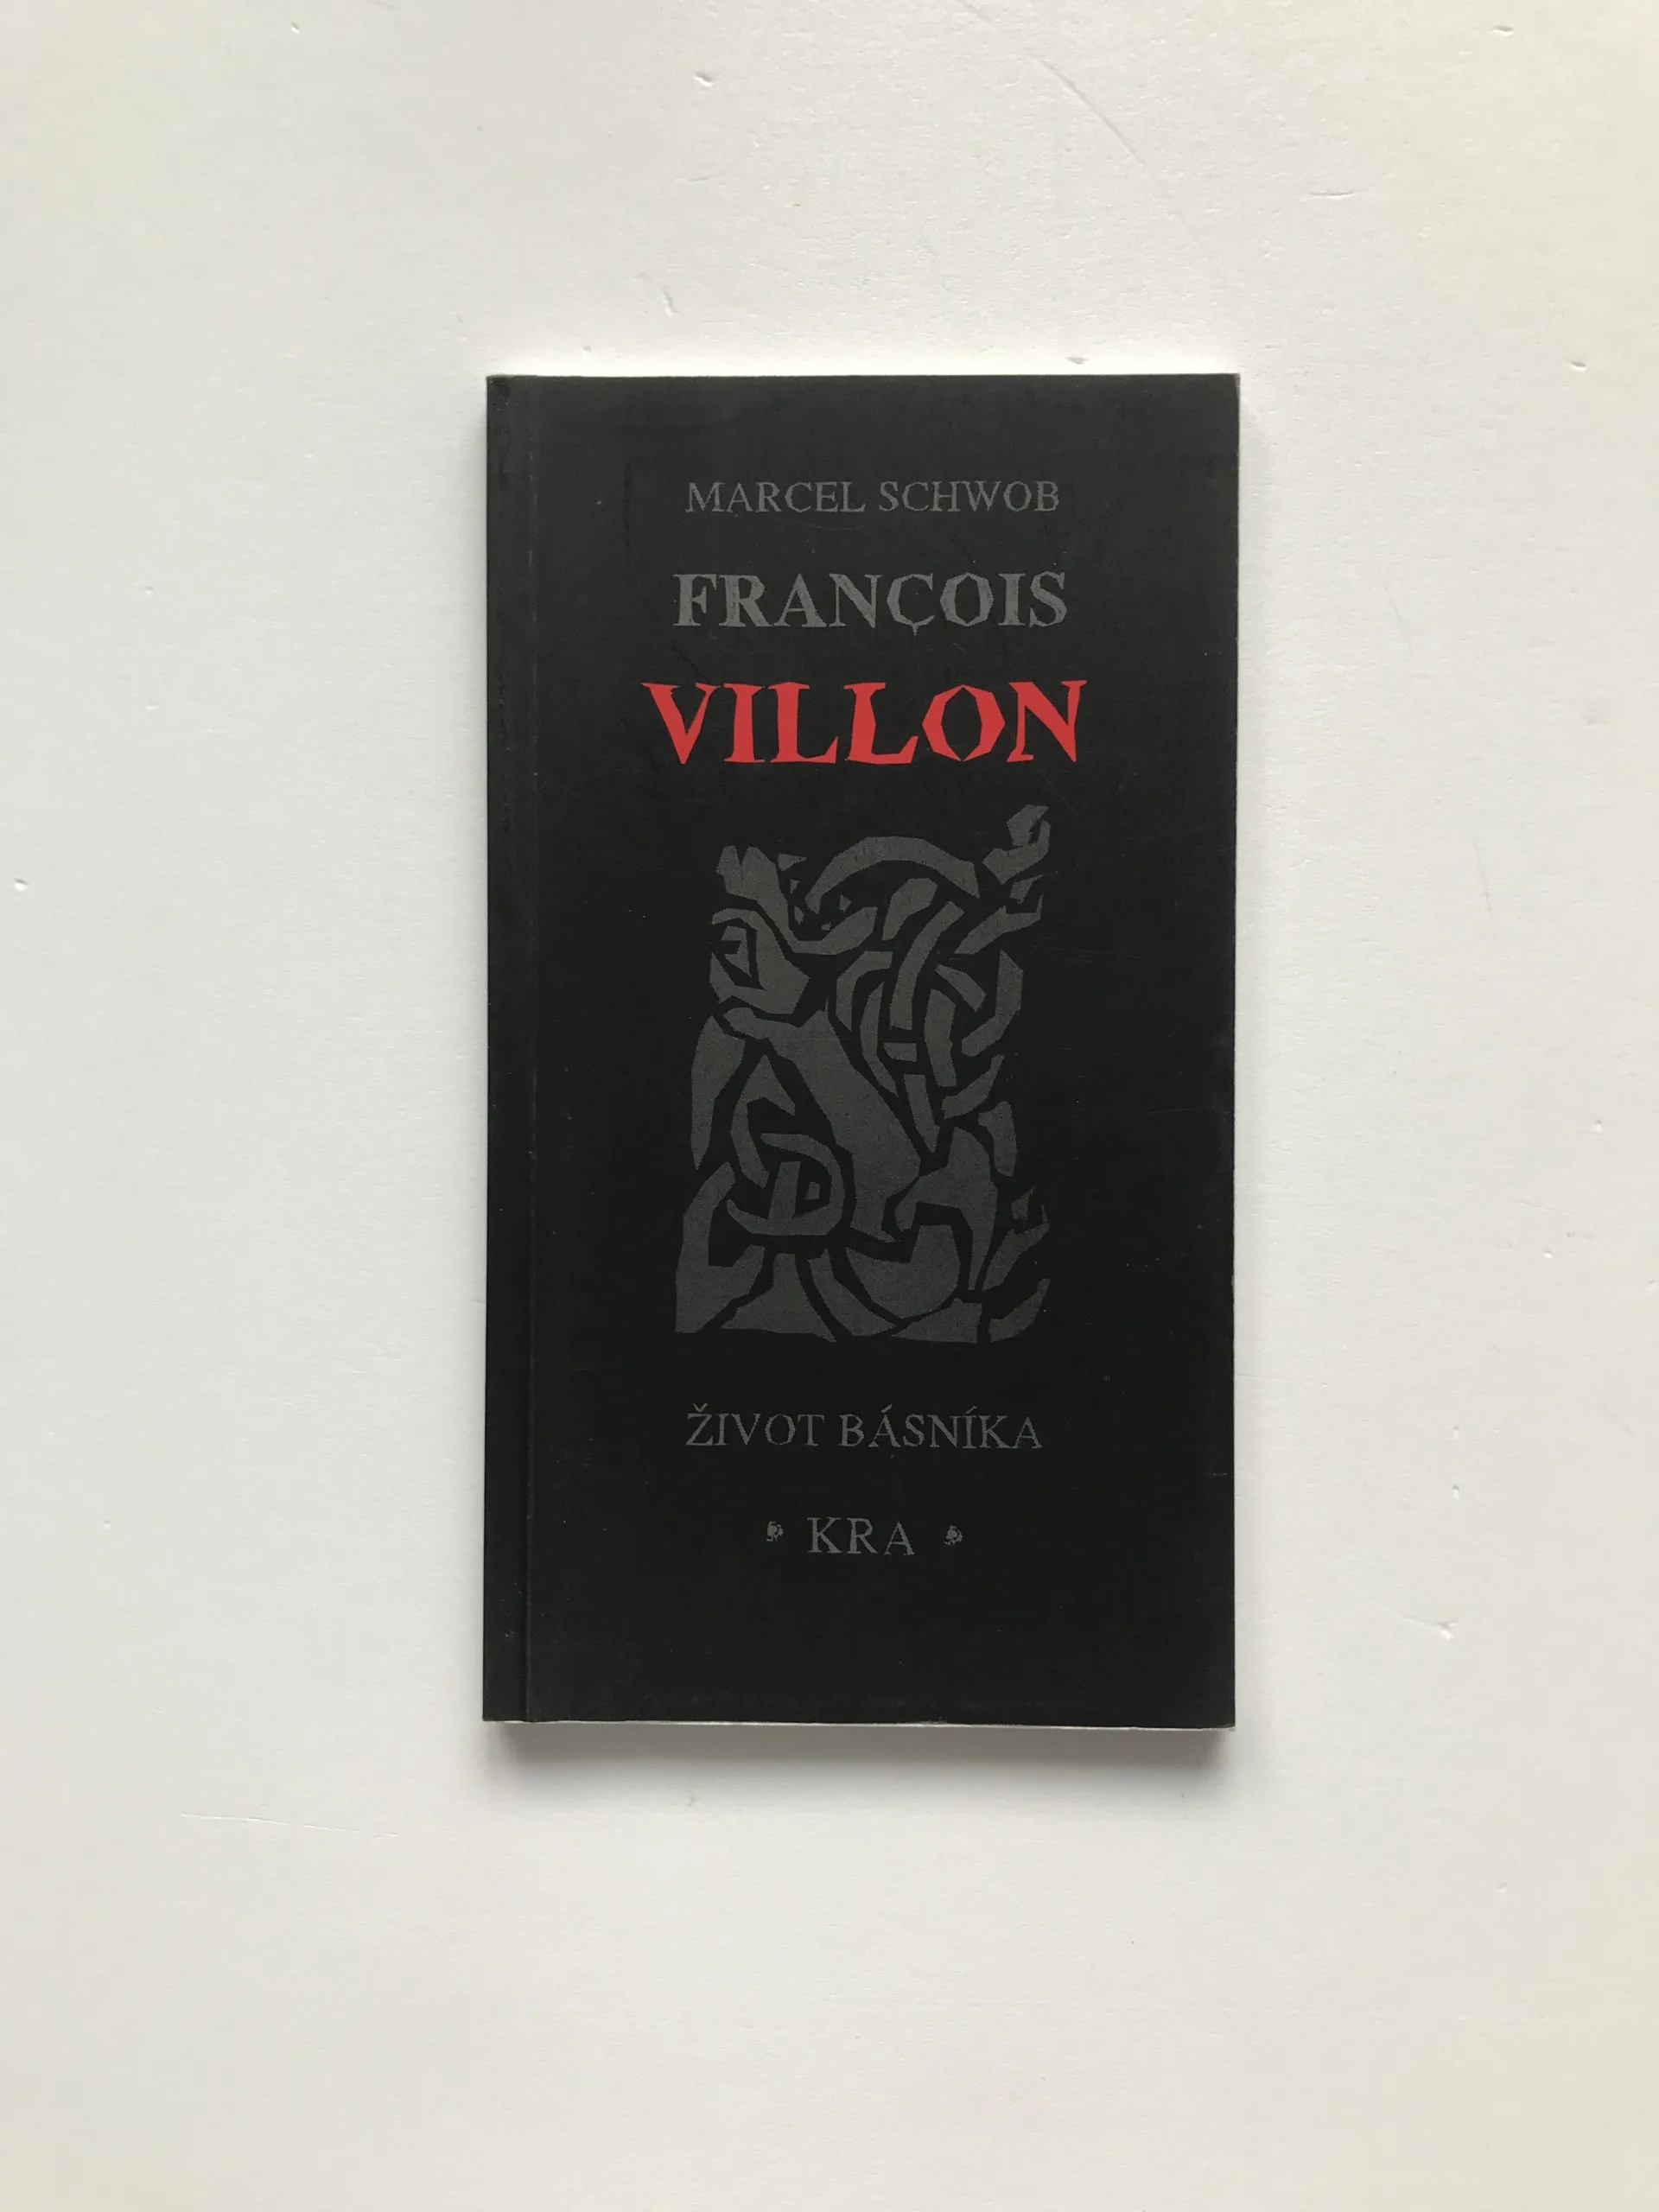 MARCEL SCHWOB
FRANÇOIS
VILLON
ŽIVOT BÁSNÍKA
KRA